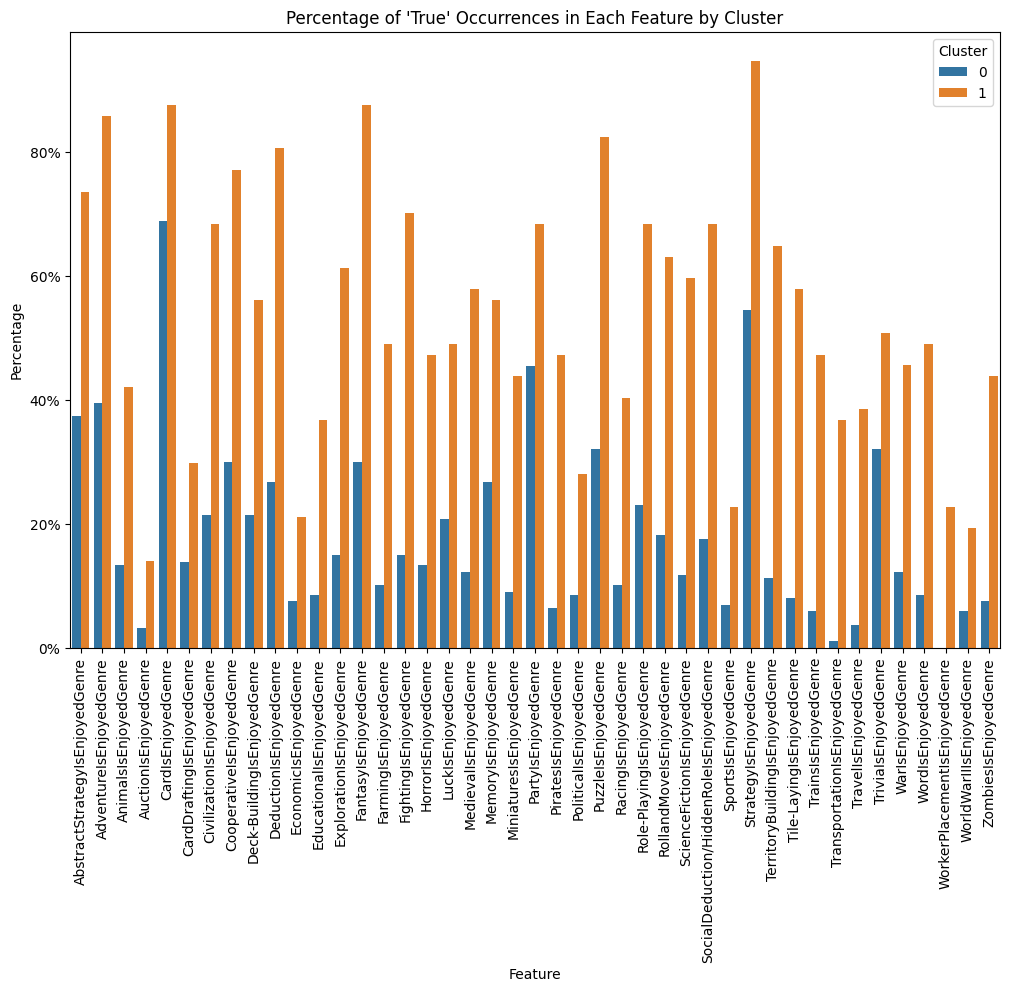 Percentage of 'True' Occurrences in Each Feature by Cluster
Cluster
0
1
Percentage
80%
60%
40%
20%
0%
AbstractStrategyIsEnjoyedGenre
AdventureIsEnjoyedGenre
AnimalsIsEnjoyedGenre
AuctionIsEnjoyedGenre
CardIsEnjoyedGenre
CardDraftingIsEnjoyedGenre
CivilizationIsEnjoyedGenre
CooperativeIsEnjoyedGenre
Deck-BuildingIsEnjoyedGenre
DeductionIsEnjoyedGenre
EconomicIsEnjoyedGenre
EducationalIsEnjoyedGenre
ExplorationIsEnjoyedGenre
FantasyIsEnjoyedGenre
FarmingIsEnjoyedGenre
FightingIsEnjoyedGenre
HorrorIsEnjoyedGenre
LuckIsEnjoyedGenre
MedievalIsEnjoyedGenre
MemoryIsEnjoyedGenre
MiniaturesIsEnjoyedGenre
PartyIsEnjoyedGenre
PiratesIsEnjoyedGenre
PoliticalIsEnjoyedGenre
PuzzleIsEnjoyedGenre
RacingIsEnjoyedGenre
Role-PlayingIsEnjoyedGenre
RollandMoveIsEnjoyedGenre
ScienceFictionIsEnjoyedGenre
SocialDeduction/HiddenRoleIsEnjoyedGenre
SportsIsEnjoyedGenre
StrategyIsEnjoyedGenre
TerritoryBuildingIsEnjoyedGenre
Tile-LayingIsEnjoyedGenre
TrainsIsEnjoyedGenre
TransportationIsEnjoyedGenre
TravelIsEnjoyedGenre
TriviaIsEnjoyedGenre
WarIsEnjoyedGenre
WordIsEnjoyedGenre
WorkerPlacementIsEnjoyedGenre
WorldWarIIIsEnjoyedGenre
ZombiesIsEnjoyedGenre
Feature